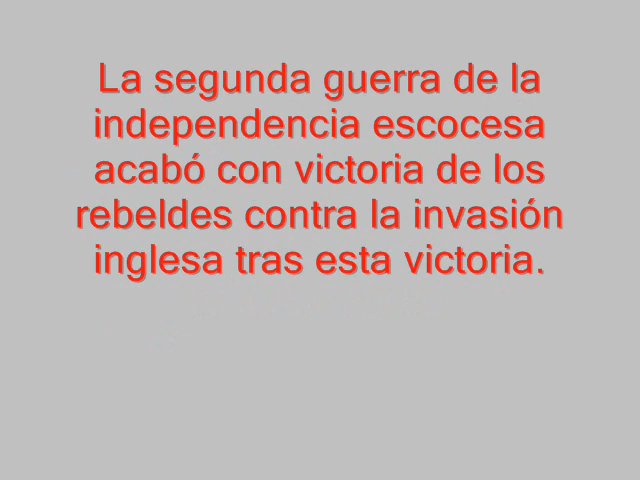 La segunda guerra de la
independencia escocesa
acabó con victoria de los
rebeldes contra la invasión
inglesa tras esta victoria.